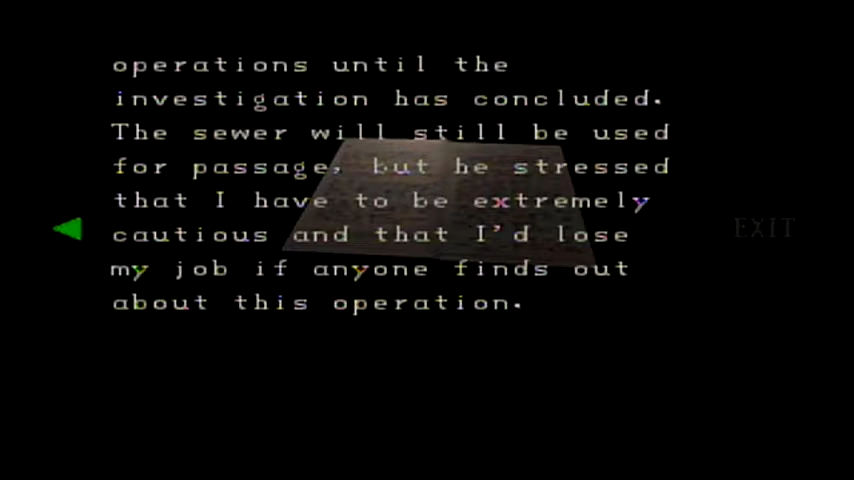 operations until the
investigation has concluded.
The sewer will still be used
for passage, but he stressed
that I have to be extremely
cautious and that I'd lose
my job if anyone finds out
about this operation.
EXIT